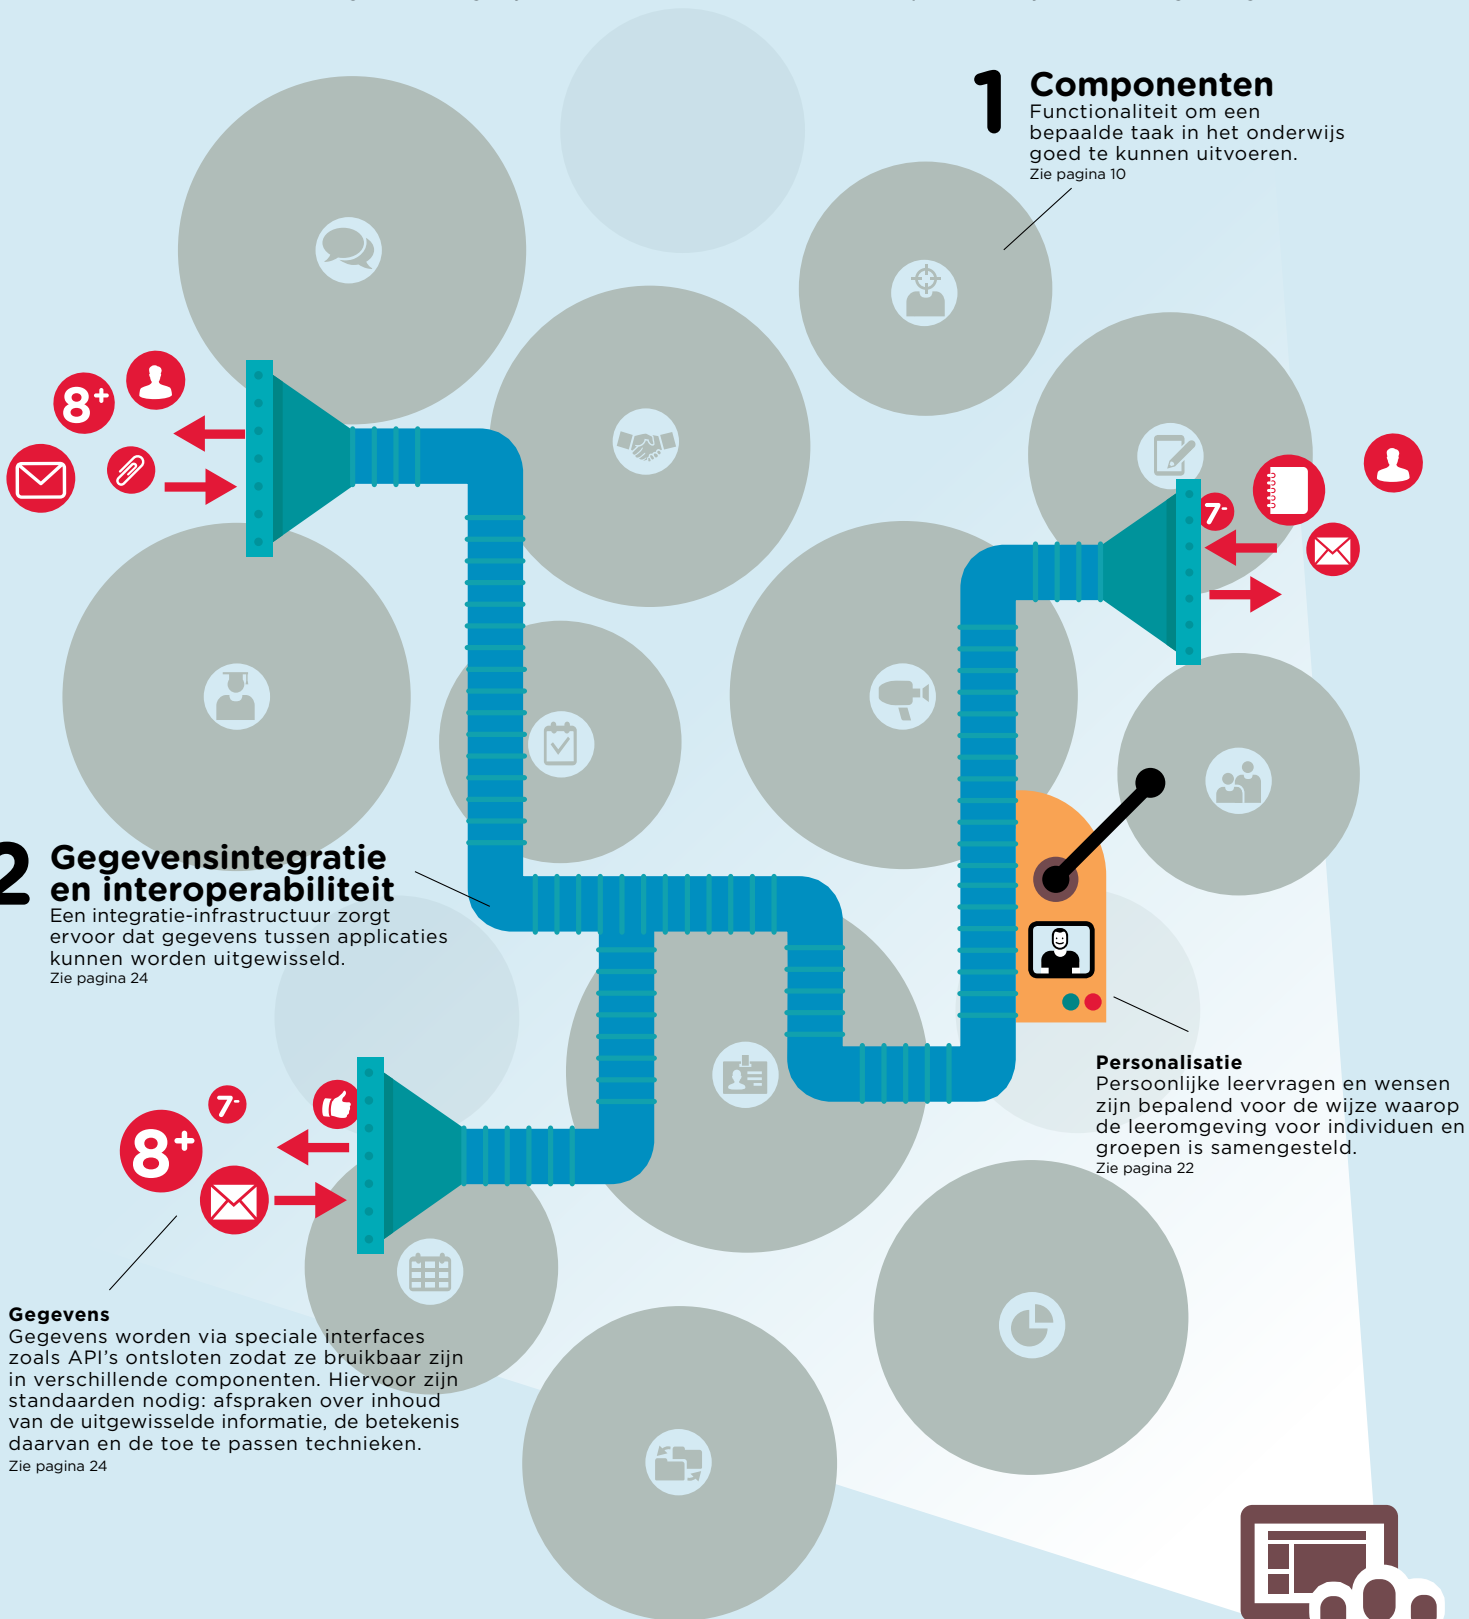 1 Componenten
Functionaliteit om een
bepaalde taak in het onderwijs
goed te kunnen uitvoeren.
Zie pagina 10
8+
7-
2 Gegevensintegratie
en interoperabiliteit
Een integratie-infrastructuur zorgt
ervoor dat gegevens tussen applicaties
kunnen worden uitgewisseld.
Zie pagina 24
Personalisatie
Persoonlijke leervragen en wensen
zijn bepalend voor de wijze waarop
de leeromgeving voor individuen en
groepen is samengesteld.
Zie pagina 22
7-
8+
Gegevens
Gegevens worden via speciale interfaces
zoals API's ontsloten zodat ze bruikbaar zijn
in verschillende componenten. Hiervoor zijn
standaarden nodig: afspraken over inhoud
van de uitgewisselde informatie, de betekenis
daarvan en de toe te passen technieken.
Zie pagina 24